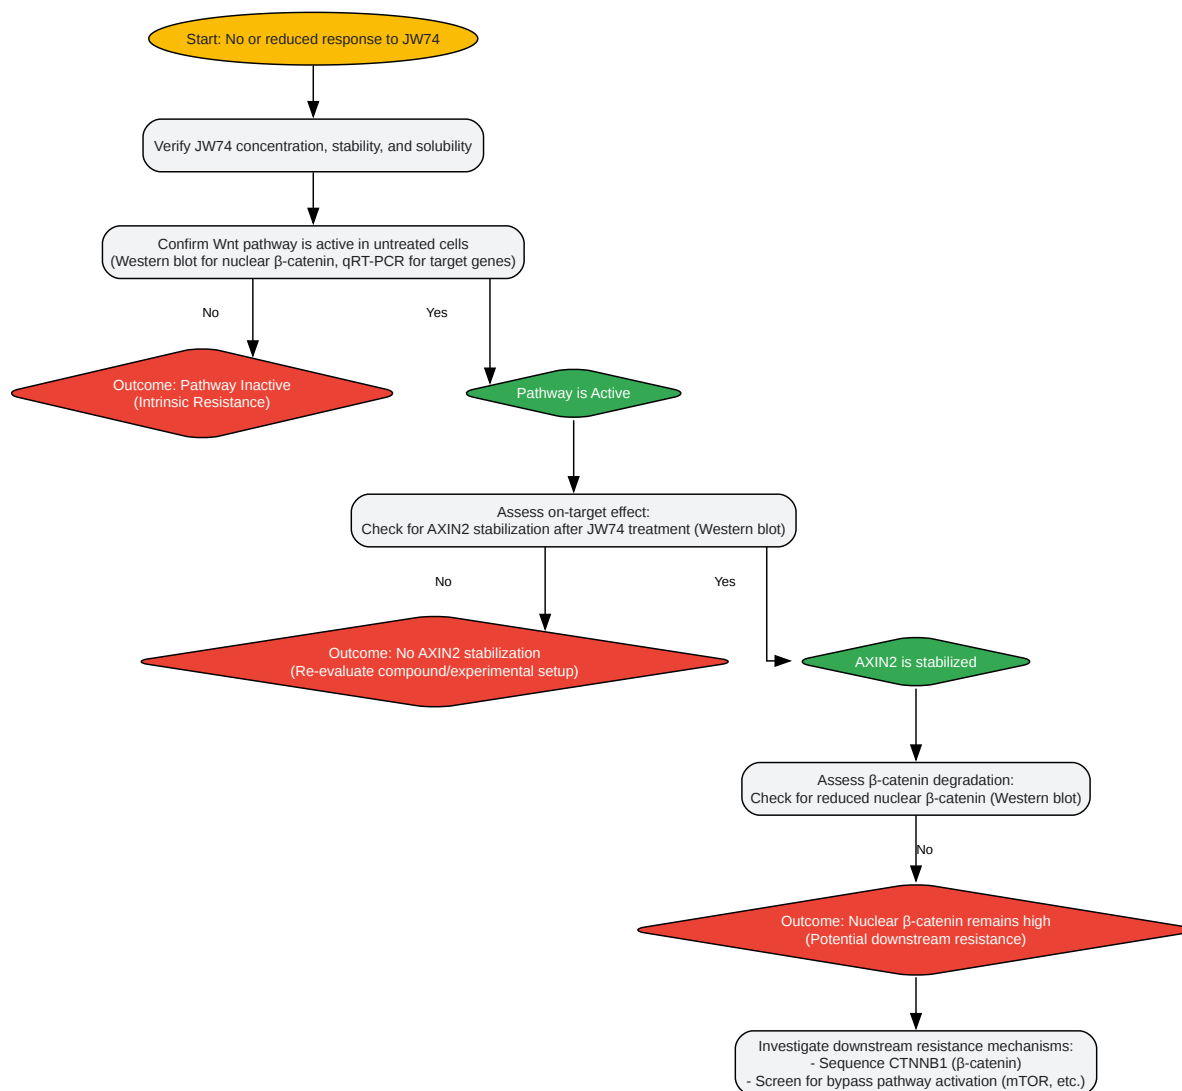 Start: No or reduced response to JW74
Verify JW74 concentration, stability, and solubility
Confirm Wnt pathway is active in untreated cells
(Western blot for nuclear β-catenin, qRT-PCR for target genes)
No
Yes
Outcome: Pathway Inactive
(Intrinsic Resistance)
Pathway is Active
Assess on-target effect:
Check for AXIN2 stabilization after JW74 treatment (Western blot)
No
Yes
Outcome: No AXIN2 stabilization
(Re-evaluate compound/experimental setup)
AXIN2 is stabilized
Assess β-catenin degradation:
Check for reduced nuclear β-catenin (Western blot)
No
Outcome: Nuclear β-catenin remains high
(Potential downstream resistance)
Investigate downstream resistance mechanisms:
- Sequence CTNNB1 (β-catenin)
- Screen for bypass pathway activation (mTOR, etc.)